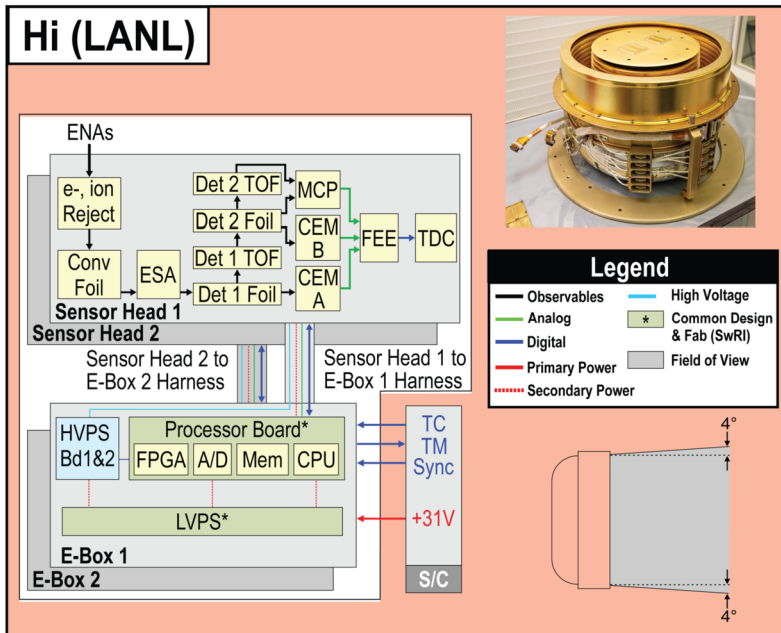 Hi (LANL)
ENAs
e-, ion
Reject
Conv
Foil
ESA
Det 2 TOF
Det 2 Foil
Det 1 TOF
Det 1 Foil
MCP
CEM
B
CEM
A
FEE
TDC
Sensor Head 1
Sensor Head 2
Sensor Head 2 to
E-Box 2 Harness
Sensor Head 1 to
E-Box 1 Harness
HVPS
Bd1&2
Processor Board*
FPGA
A/D
Mem
CPU
LVPS*
E-Box 1
E-Box 2
TC
TM
Sync
+31V
S/C
Legend
Observables
Analog
Digital
Primary Power
Secondary Power
High Voltage
* Common Design
& Fab (SwRI)
Field of View
4°
4°